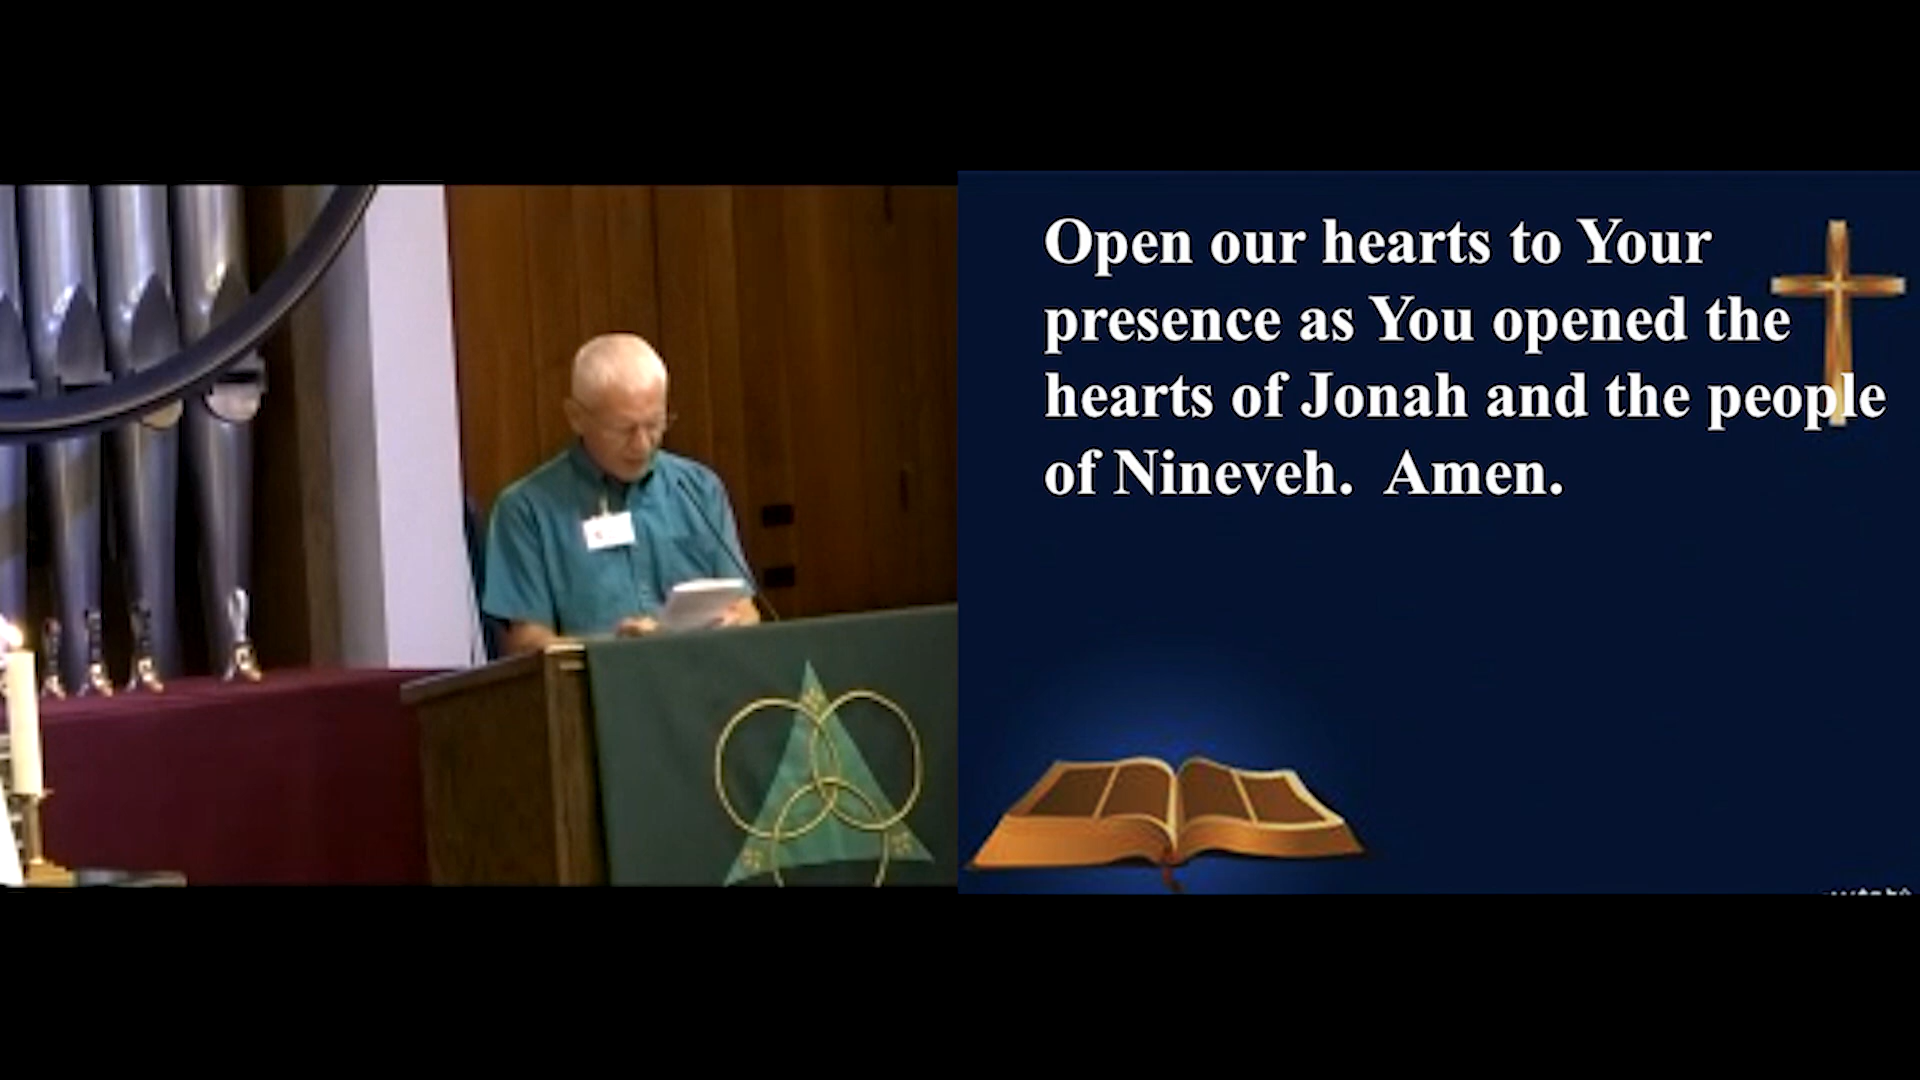 Open our hearts to Your
presence as You opened the
hearts of Jonah and the people
of Nineveh.  Amen.